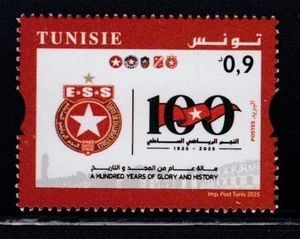 TUNISIE تونس
0,9 د
E-S-S
100
النجم الرياضي الساحلي
1925 - 2025
مائة عام من المجد و التاريخ
A HUNDRED YEARS OF GLORY AND HISTORY
البريد POSTES
Imp. Post Tunis 2025